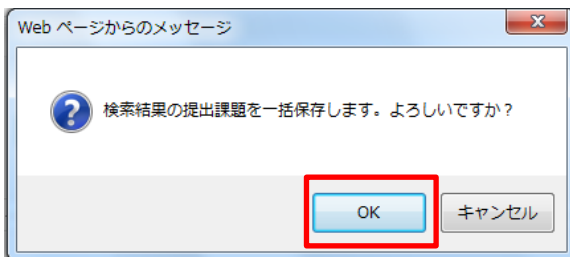 Web ページからのメッセージ
検索結果の提出課題を一括保存します。よろしいですか?
OK
キャンセル